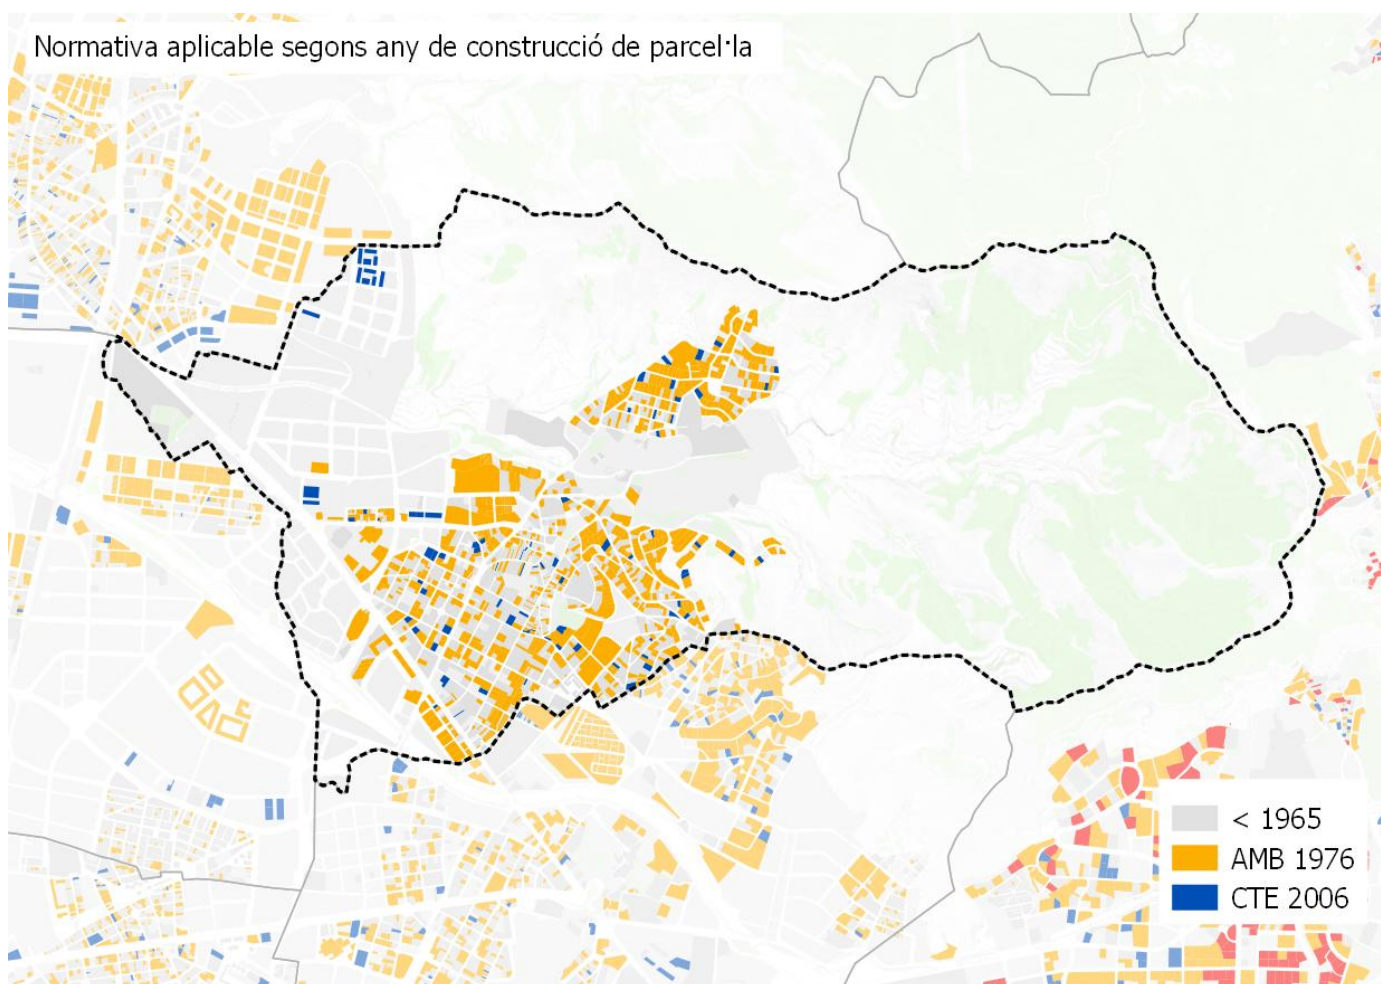 Normativa aplicable segons any de construcció de parcel·la
< 1965
AMB 1976
CTE 2006